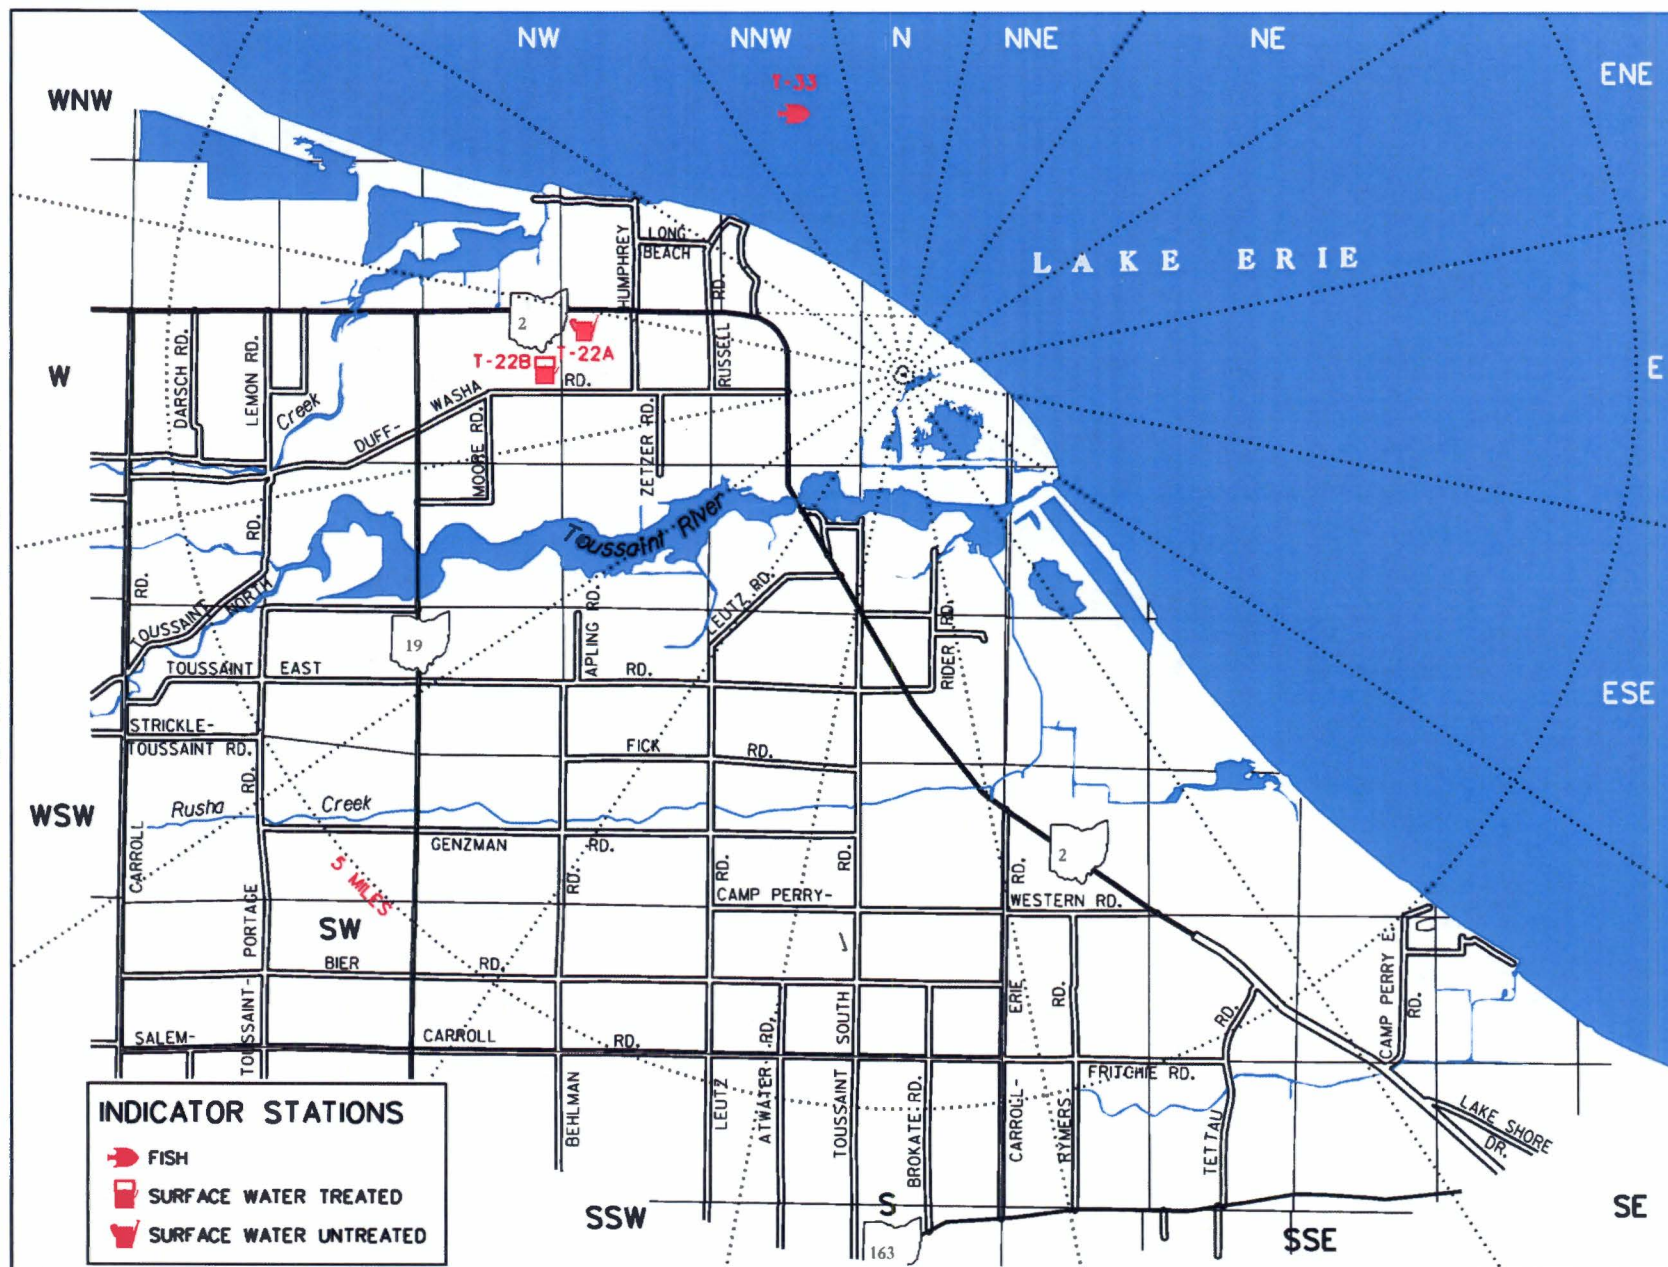 NW
NNW
N
NNE
NE
ENE
WNW
T-33
LONG
BEACH
HUMPHREY
RD.
LAKE ERIE
2
T-22A
T-22B
RD.
RUSSELL
W
E
DARSCH RD.
LEMON RD.
Creek
DUFF-
WASHA
MOORE RD.
ZETZER RD.
RD.
Toussaint River
RD.
TOUSSAINT
NORTH
LEUTZ RD.
APLING RD.
RIDER RD.
19
TOUSSAINT EAST RD.
ESE
STRICKLE-
TOUSSAINT RD.
FICK RD.
RD.
WSW
Rusha Creek
CARROLL
GENZMAN RD.
RD.
RD.
RD.
RD.
2
5 MILES
CAMP PERRY-
WESTERN RD.
PORTAGE
SW
BIER RD.
CAMP PERRY E.
RD.
TOUSSAINT-
SOUTH
ERIE
RD.
RD.
SALEM-
CARROLL RD.
FRITCHIE RD.
INDICATOR STATIONS
FISH
SURFACE WATER TREATED
SURFACE WATER UNTREATED
BEHLMAN
LEUTZ
ATWATER RD.
TOUSSAINT
BROKATE RD.
CARROLL-
RYMERS
TETTAU
LAKE SHORE
DR.
SSW
S
163
$SE
SE